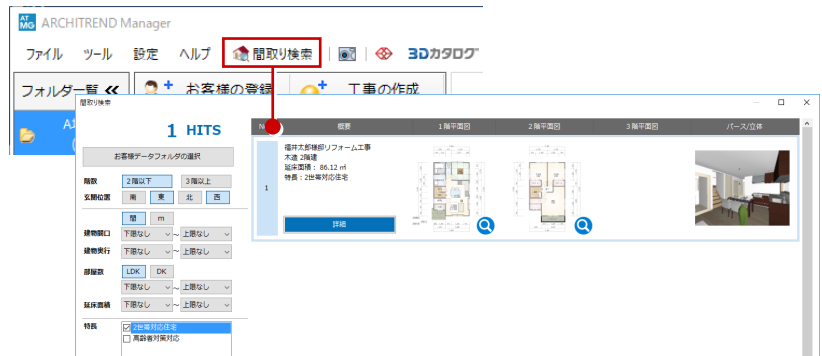 AT MG ARCHITREND Manager
ファイル ツール 設定 ヘルプ 間取り検索 3Dカタログ
フォルダ一覧 お客様の登録 工事の作成
間取り検索
1 HITS
お客様データフォルダの選択
階数 2階以下 3階以上
玄関位置 南 東 北 西
間 m
建物間口 下限なし ~ 上限なし
建物奥行 下限なし ~ 上限なし
部屋数 LDK DK
下限なし ~ 上限なし
延床面積 下限なし ~ 上限なし
特長 2世帯対応住宅
高齢者対策対応
概要 1階平面図 2階平面図 3階平面図 パース/立体
1
福井太郎様邸リフォーム工事
木造 2階建
延床面積: 86.12 ㎡
特長:2世帯対応住宅
詳細